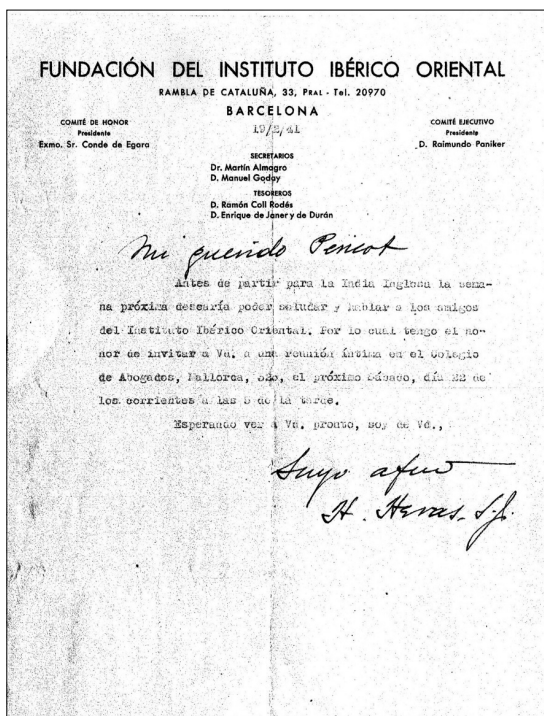 FUNDACIÓN DEL INSTITUTO IBÉRICO ORIENTAL
RAMBLA DE CATALUÑA, 33, PRAL - Tel. 20970
BARCELONA
COMITÉ DE HONOR
Presidente
Exmo. Sr. Conde de Egara
19/2/41
COMITÉ EJECUTIVO
Presidente
D. Raimundo Paniker
SECRETARIOS
Dr. Martín Almagro
D. Manuel Goday
TESOREROS
D. Ramón Coll Rodés
D. Enrique de Janer y de Durán
Mi querido Pericot
Antes de partir para la India Inglesa la sema-
na próxima desearía poder saludar y hablar a los amigos
del Instituto Ibérico Oriental. Por lo cual tengo el ho-
nor de invitar a Vd. a una reunión íntima en el Colegio
de Abogados, Mallorca, el próximo Sábado, día 22 de
los corrientes a las 5 de la tarde.
Esperando ver a Vd. pronto, soy de Vd.,
Suyo afmo
H. Heras, S.J.